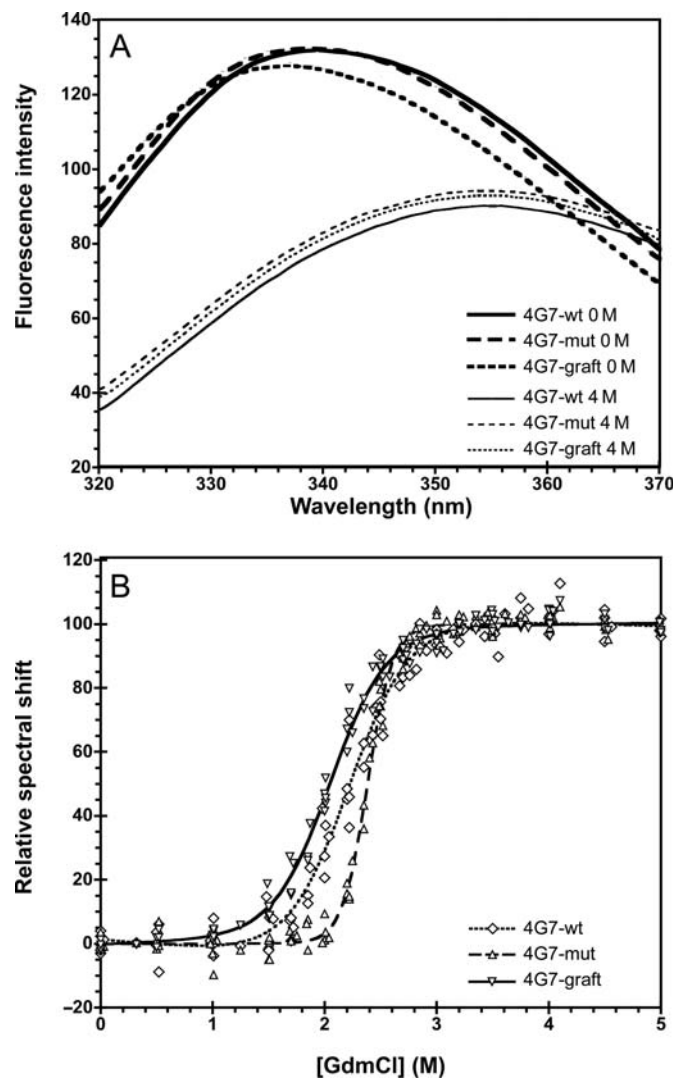 A
Fluorescence intensity
140
120
100
80
60
40
20
4G7-wt 0 M
4G7-mut 0 M
4G7-graft 0 M
4G7-wt 4 M
4G7-mut 4 M
4G7-graft 4 M
320
330
340
350
360
370
Wavelength (nm)
B
Relative spectral shift
120
100
80
60
40
20
0
–20
4G7-wt
4G7-mut
4G7-graft
0
1
2
3
4
5
[GdmCl] (M)